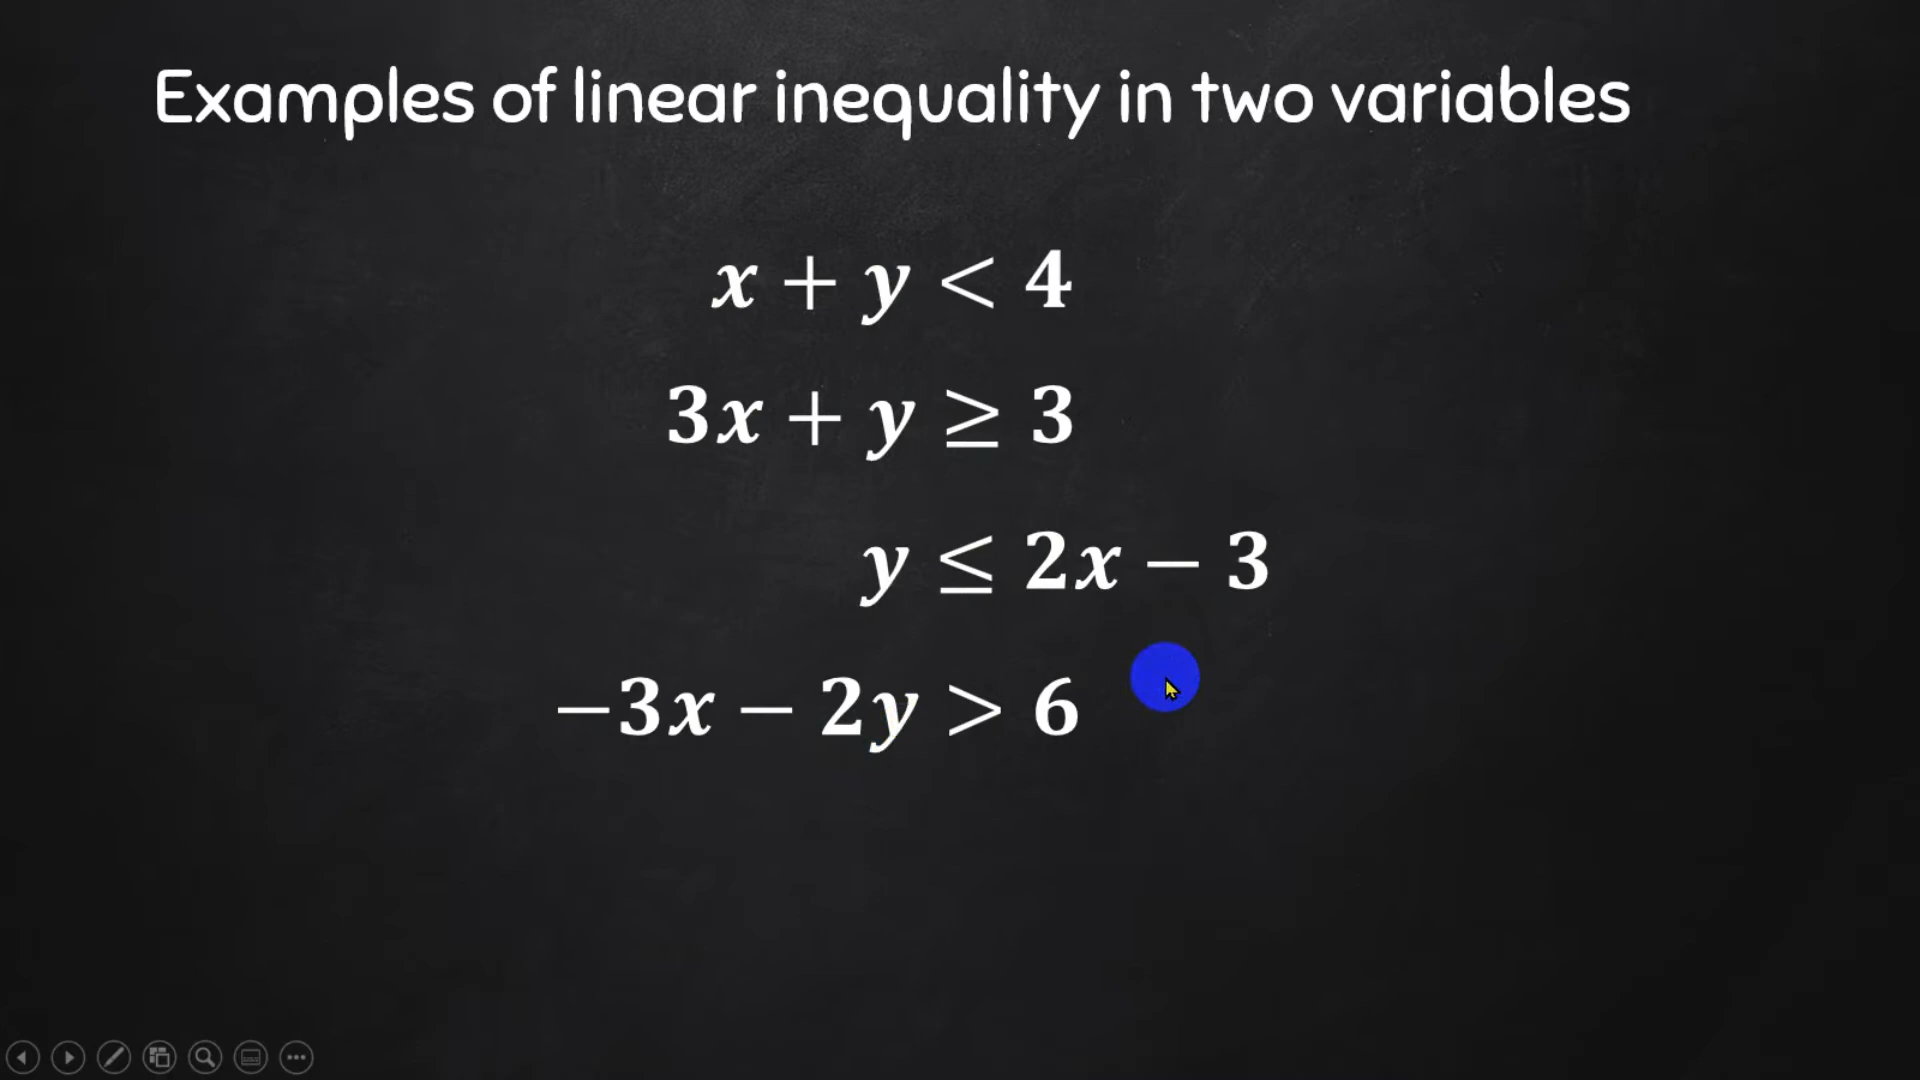 Examples of linear inequality in two variables
x + y < 4
3x + y ≥ 3
y ≤ 2x − 3
−3x − 2y > 6